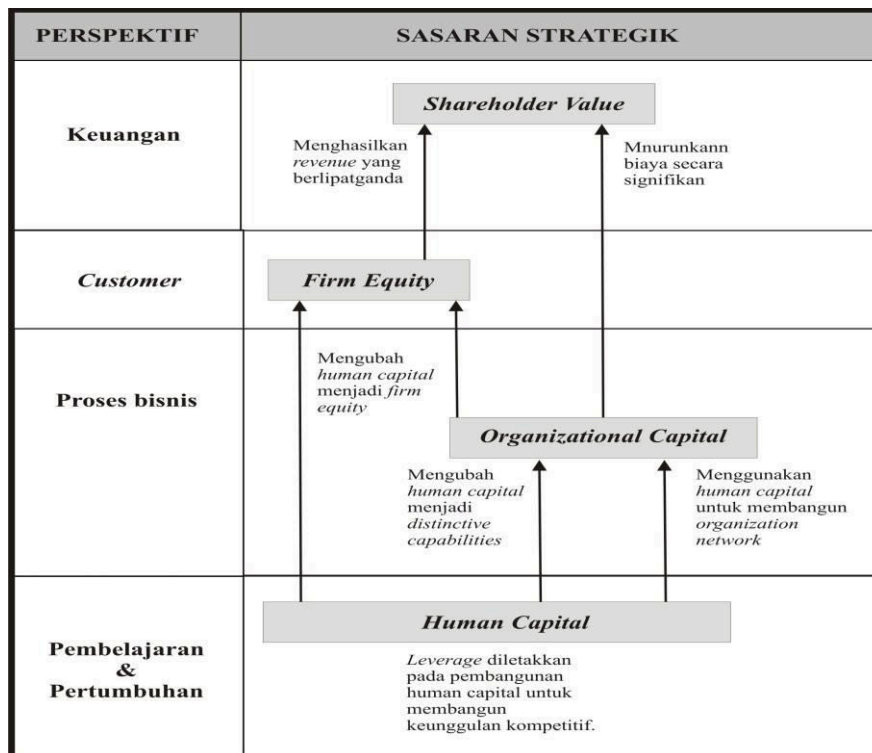 PERSPEKTIF
SASARAN STRATEGIK
Keuangan
Shareholder Value
Menghasilkan
revenue yang
berlipatganda
Mnurunkann
biaya secara
signifikan
Customer
Firm Equity
Proses bisnis
Mengubah
human capital
menjadi firm
equity
Organizational Capital
Mengubah
human capital
menjadi
distinctive
capabilities
Menggunakan
human capital
untuk membangun
organization
network
Pembelajaran
&
Pertumbuhan
Human Capital
Leverage diletakkan
pada pembangunan
human capital untuk
membangun
keunggulan kompetitif.